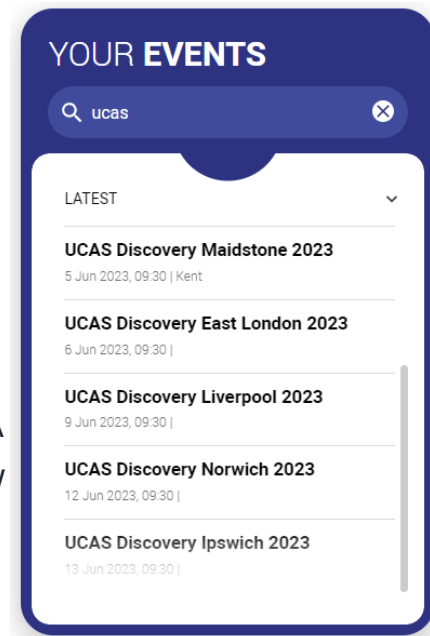 YOUR EVENTS
ucas
LATEST
UCAS Discovery Maidstone 2023
5 Jun 2023, 09:30 | Kent
UCAS Discovery East London 2023
6 Jun 2023, 09:30 |
UCAS Discovery Liverpool 2023
9 Jun 2023, 09:30 |
UCAS Discovery Norwich 2023
12 Jun 2023, 09:30 |
UCAS Discovery Ipswich 2023
13 Jun 2023, 09:30 |